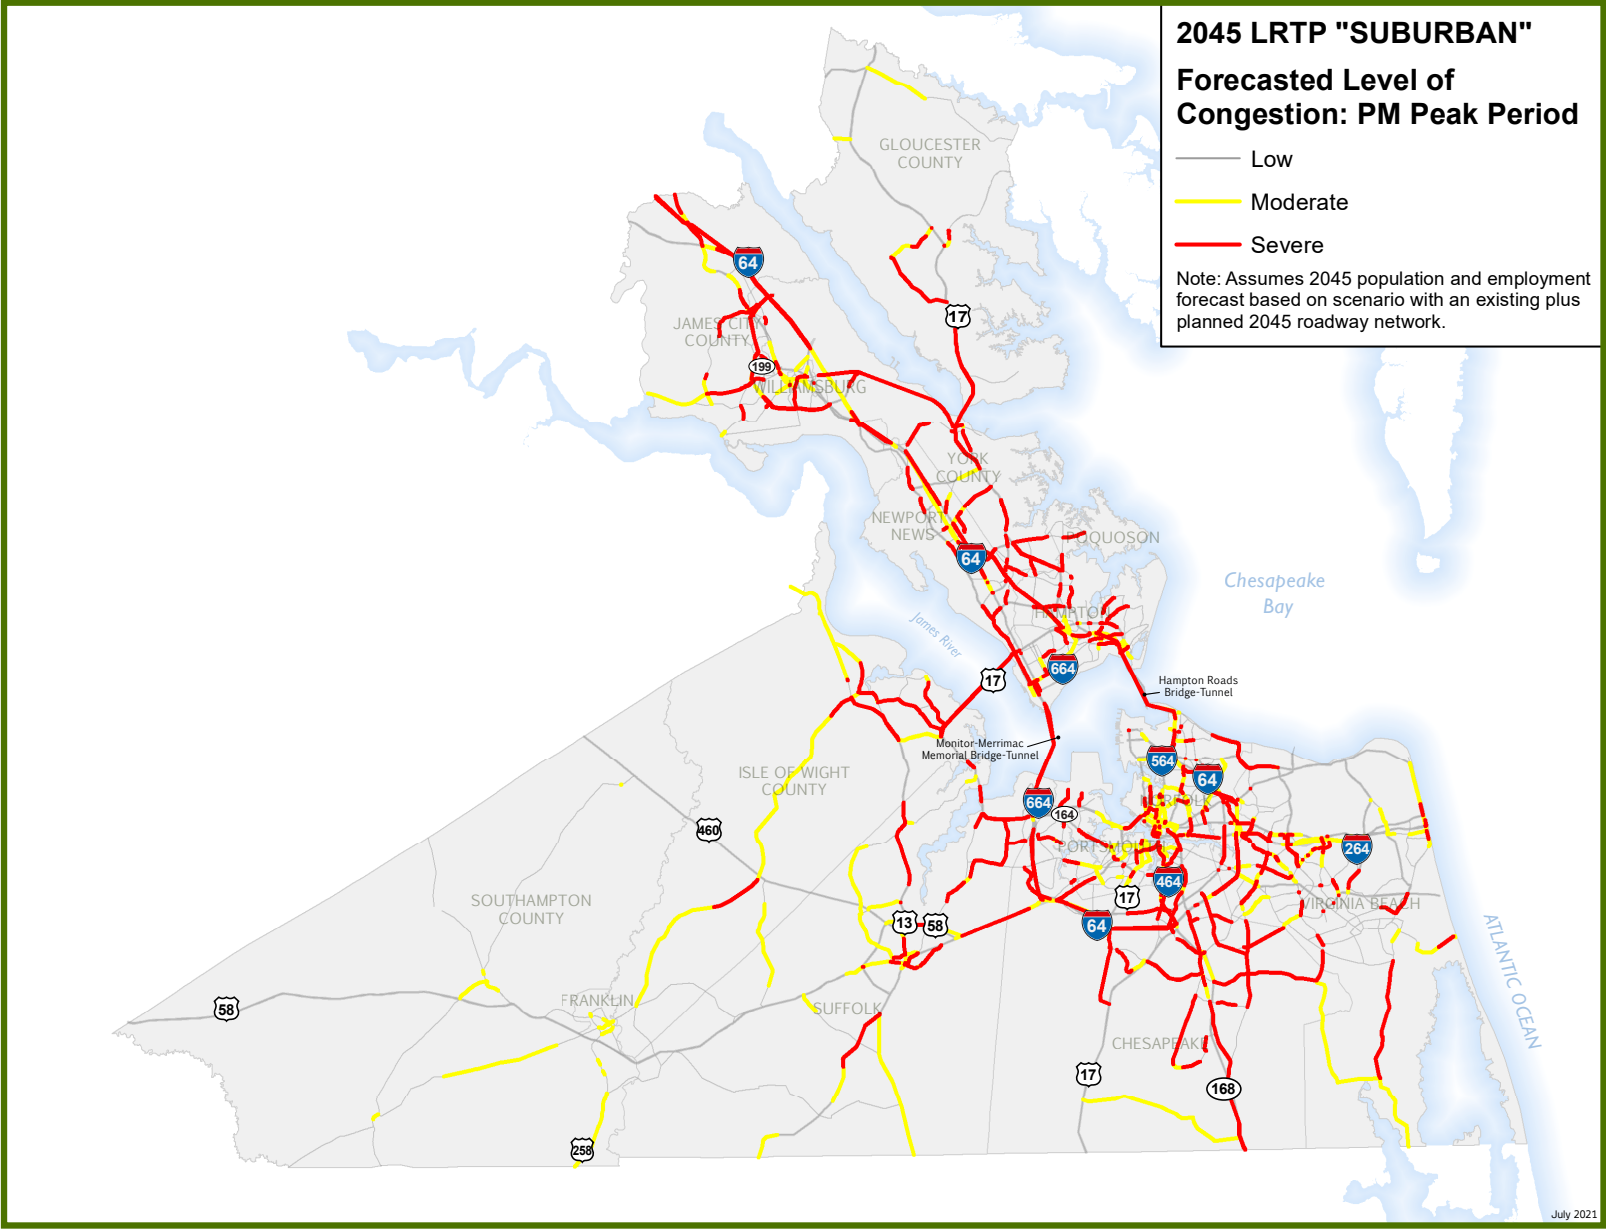 2045 LRTP "SUBURBAN"
Forecasted Level of
Congestion: PM Peak Period
Low
Moderate
Severe
Note: Assumes 2045 population and employment
forecast based on scenario with an existing plus
planned 2045 roadway network.
GLOUCESTER
COUNTY
64
17
JAMES CITY
COUNTY
199
WILLIAMSBURG
YORK
COUNTY
NEWPORT
NEWS
POQUOSON
64
Chesapeake
Bay
HAMPTON
James River
664
17
Hampton Roads
Bridge-Tunnel
Monitor-Merrimac
Memorial Bridge-Tunnel
564
64
ISLE OF WIGHT
COUNTY
NORFOLK
664
164
460
PORTSMOUTH
264
464
17
SOUTHAMPTON
COUNTY
VIRGINIA BEACH
13
58
64
ATLANTIC OCEAN
58
FRANKLIN
SUFFOLK
CHESAPEAKE
17
168
258
July 2021